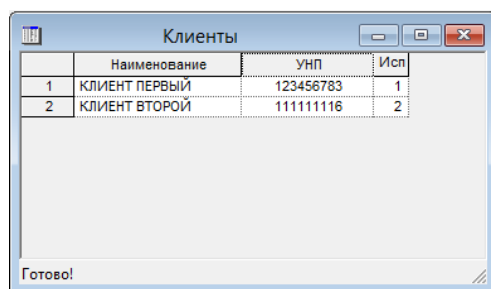 Клиенты
Наименование УНП Исп
1 КЛИЕНТ ПЕРВЫЙ 123456783 1
2 КЛИЕНТ ВТОРОЙ 111111116 2
Готово!